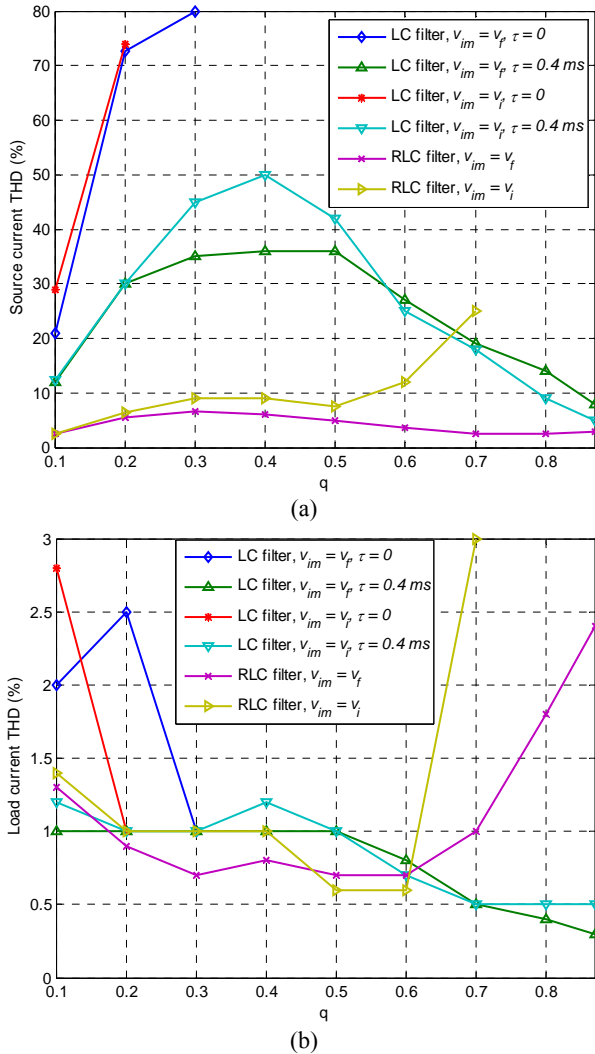 80
70
60
50
40
30
20
10
0
Source current THD (%)
LC filter, v_im = v_f, τ = 0
LC filter, v_im = v_f, τ = 0.4 ms
LC filter, v_im = v_i, τ = 0
LC filter, v_im = v_i, τ = 0.4 ms
RLC filter, v_im = v_f
RLC filter, v_im = v_i
0.1 0.2 0.3 0.4 0.5 0.6 0.7 0.8
q
(a)
3
2.5
2
1.5
1
0.5
0
Load current THD (%)
LC filter, v_im = v_f, τ = 0
LC filter, v_im = v_f, τ = 0.4 ms
LC filter, v_im = v_i, τ = 0
LC filter, v_im = v_i, τ = 0.4 ms
RLC filter, v_im = v_f
RLC filter, v_im = v_i
0.1 0.2 0.3 0.4 0.5 0.6 0.7 0.8
q
(b)